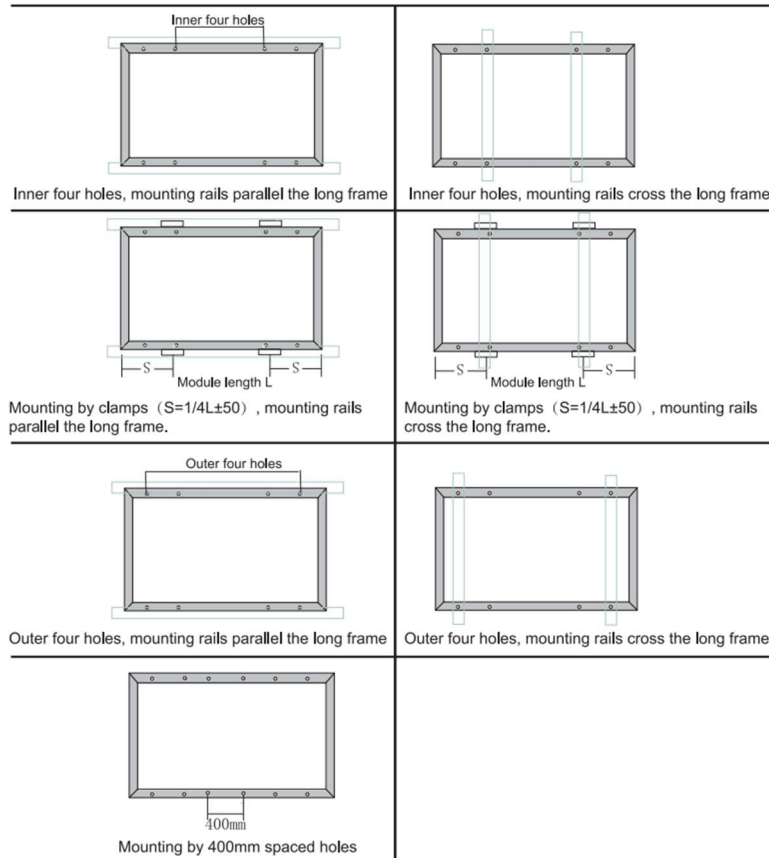 Inner four holes
Inner four holes, mounting rails parallel the long frame
Inner four holes, mounting rails cross the long frame
S
S
Module length L
Mounting by clamps（S=1/4L±50）, mounting rails
parallel the long frame.
S
S
Module length L
Mounting by clamps（S=1/4L±50）, mounting rails
cross the long frame.
Outer four holes
Outer four holes, mounting rails parallel the long frame
Outer four holes, mounting rails cross the long frame
400mm
Mounting by 400mm spaced holes